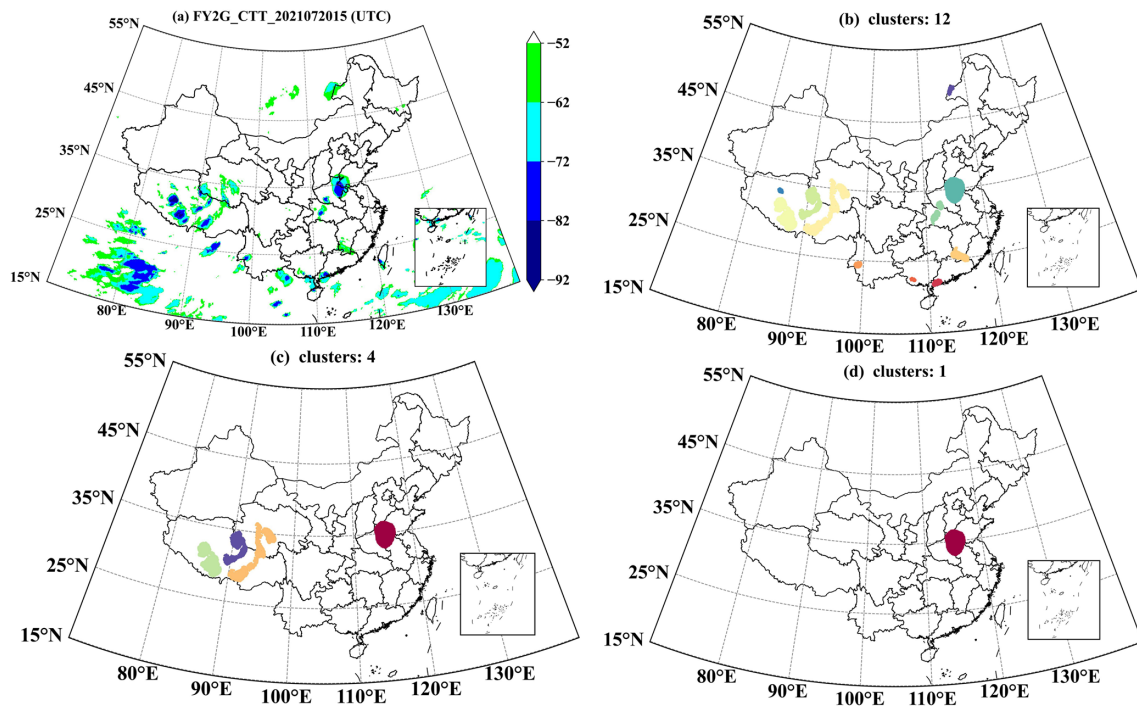 (a) FY2G_CTT_2021072015 (UTC)
55°N
45°N
35°N
25°N
15°N
80°E
90°E
100°E
110°E
120°E
130°E
−52
−62
−72
−82
−92
(b) clusters: 12
55°N
45°N
35°N
25°N
15°N
80°E
90°E
100°E
110°E
120°E
130°E
(c) clusters: 4
55°N
45°N
35°N
25°N
15°N
80°E
90°E
100°E
110°E
120°E
130°E
(d) clusters: 1
55°N
45°N
35°N
25°N
15°N
80°E
90°E
100°E
110°E
120°E
130°E